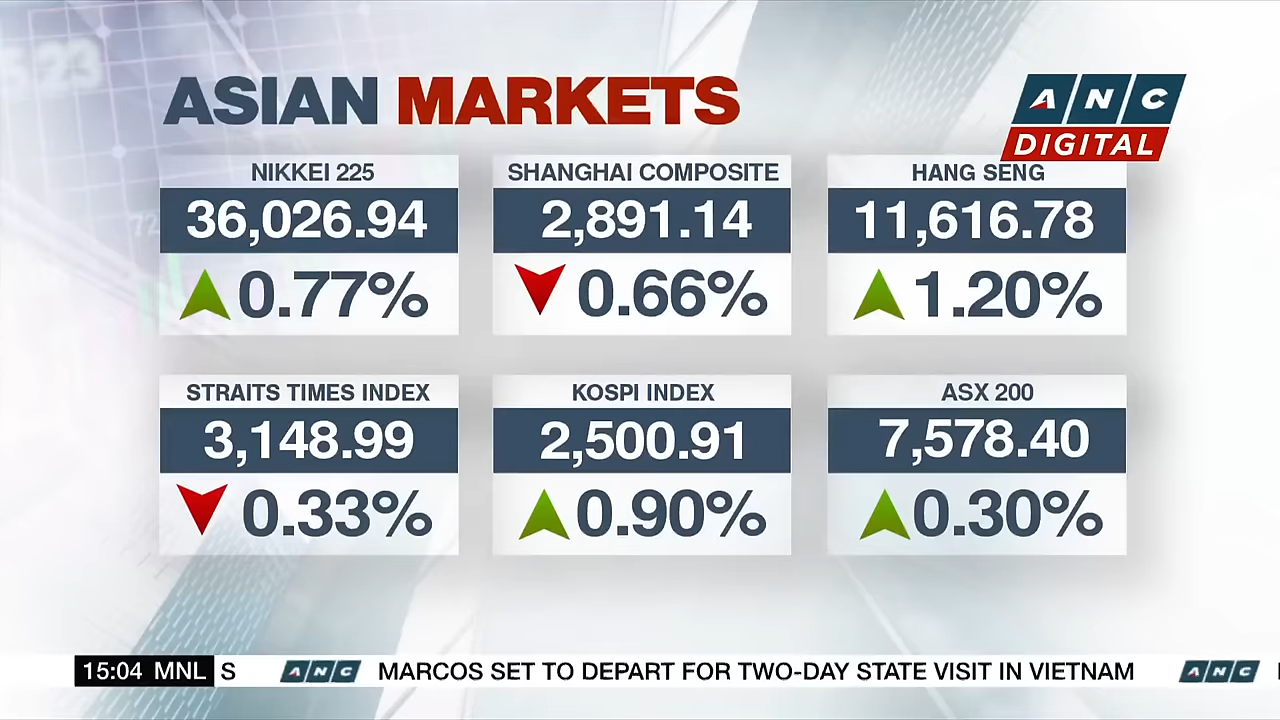 ASIAN MARKETS
ANC
DIGITAL
NIKKEI 225
36,026.94
0.77%
SHANGHAI COMPOSITE
2,891.14
0.66%
HANG SENG
11,616.78
1.20%
STRAITS TIMES INDEX
3,148.99
0.33%
KOSPI INDEX
2,500.91
0.90%
ASX 200
7,578.40
0.30%
15:04 MNL S ANC MARCOS SET TO DEPART FOR TWO-DAY STATE VISIT IN VIETNAM ANC